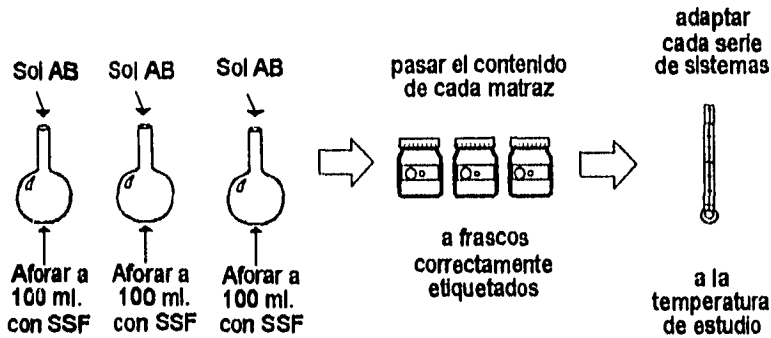 Sol AB
Sol AB
Sol AB
Aforar a
100 ml.
con SSF
Aforar a
100 ml.
con SSF
Aforar a
100 ml.
con SSF
pasar el contenido
de cada matraz
a frascos
correctamente
etiquetados
adaptar
cada serie
de sistemas
a la
temperatura
de estudio